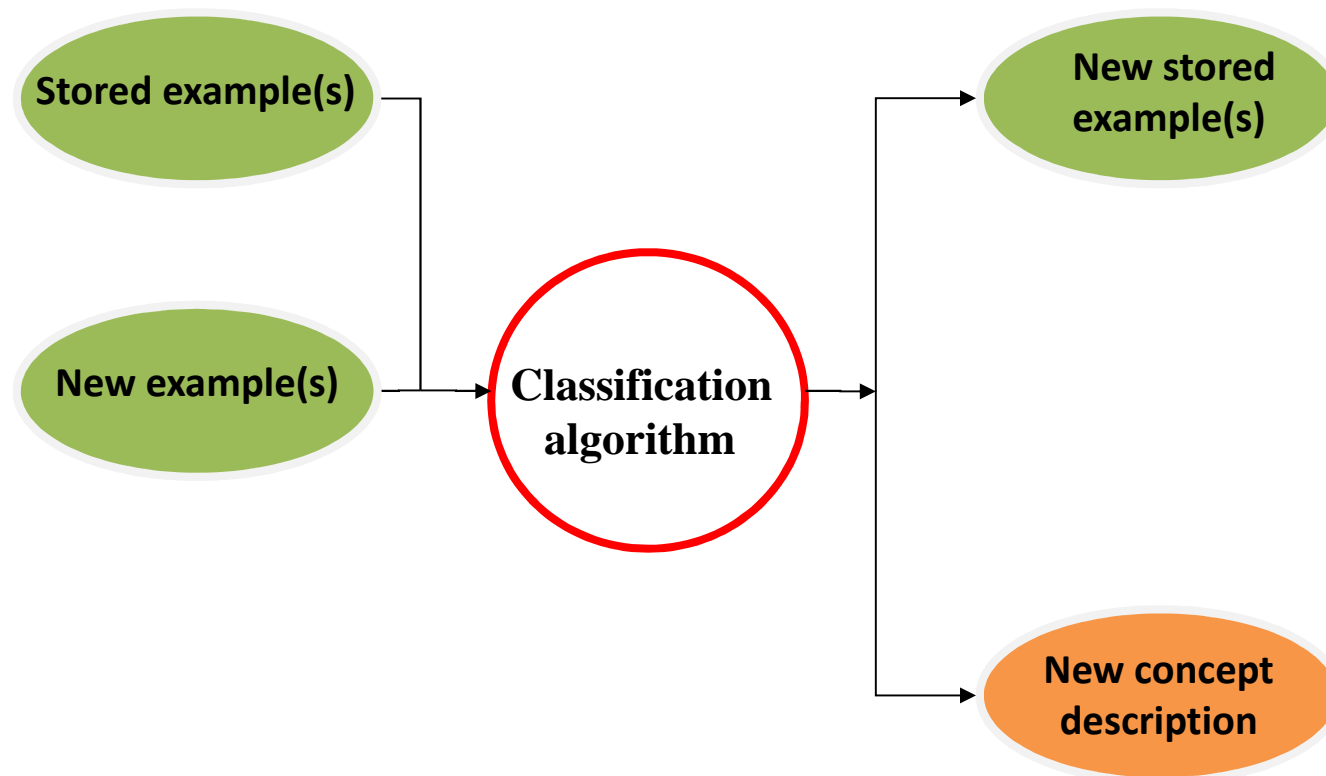 Stored example(s)
New stored
example(s)
New example(s)
Classification
algorithm
New concept
description